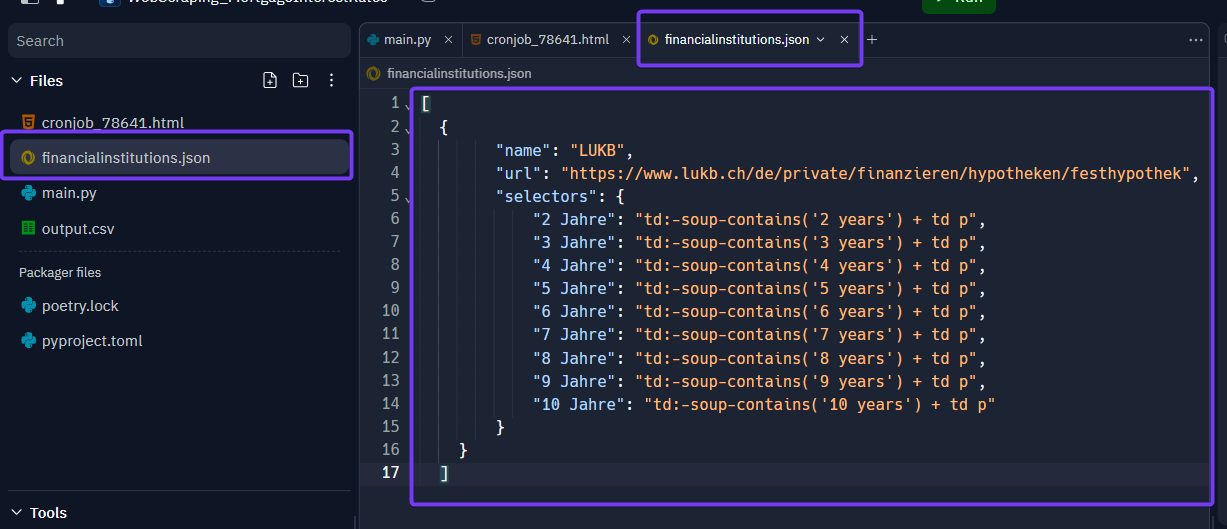 WebScraping_MortgageInterestRates
Run
Search
main.py
cronjob_78641.html
financialinstitutions.json
Files
financialinstitutions.json
cronjob_78641.html
financialinstitutions.json
main.py
output.csv
Packager files
poetry.lock
pyproject.toml
Tools
1 [
2 {
3 "name": "LUKB",
4 "url": "https://www.lukb.ch/de/private/finanzieren/hypotheken/festhypothek",
5 "selectors": {
6 "2 Jahre": "td:-soup-contains('2 years') + td p",
7 "3 Jahre": "td:-soup-contains('3 years') + td p",
8 "4 Jahre": "td:-soup-contains('4 years') + td p",
9 "5 Jahre": "td:-soup-contains('5 years') + td p",
10 "6 Jahre": "td:-soup-contains('6 years') + td p",
11 "7 Jahre": "td:-soup-contains('7 years') + td p",
12 "8 Jahre": "td:-soup-contains('8 years') + td p",
13 "9 Jahre": "td:-soup-contains('9 years') + td p",
14 "10 Jahre": "td:-soup-contains('10 years') + td p"
15 }
16 }
17 ]